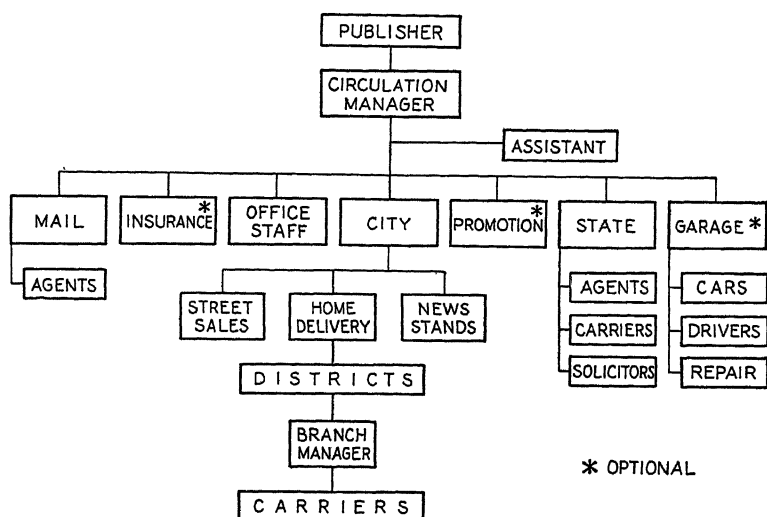 PUBLISHER
CIRCULATION
MANAGER
ASSISTANT
MAIL
INSURANCE*
OFFICE
STAFF
CITY
PROMOTION*
STATE
GARAGE*
AGENTS
STREET
SALES
HOME
DELIVERY
NEWS
STANDS
AGENTS
CARRIERS
SOLICITORS
CARS
DRIVERS
REPAIR
DISTRICTS
BRANCH
MANAGER
CARRIERS
* OPTIONAL